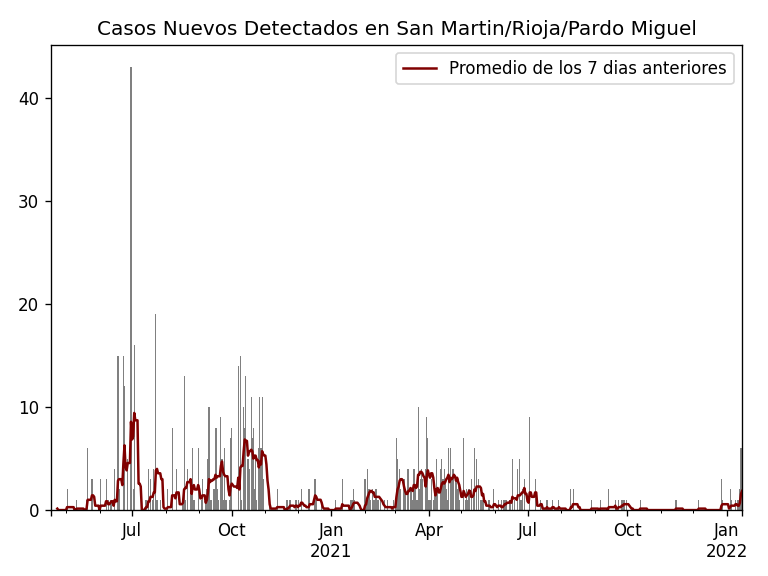 Casos Nuevos Detectados en San Martin/Rioja/Pardo Miguel
Promedio de los 7 dias anteriores
40
30
20
10
0
Jul
Oct
Jan
2021
Apr
Jul
Oct
Jan
2022